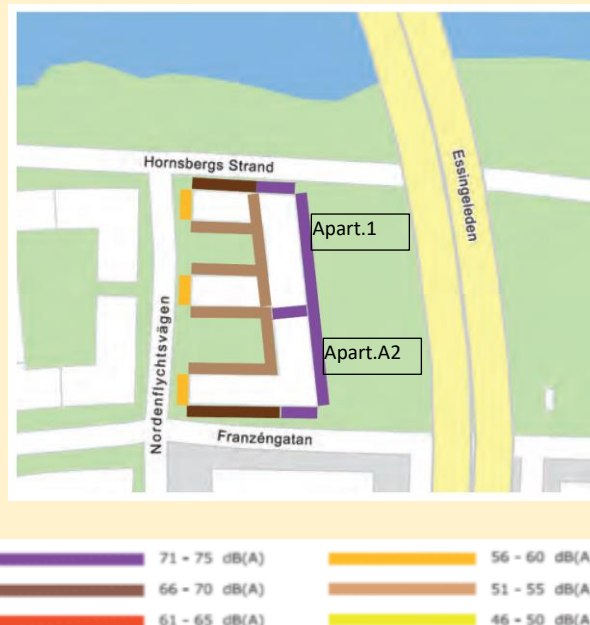 Hornsbergs Strand
Essingeleden
Apart.1
Nordenflychtsvägen
Apart.A2
Franzéngatan
71 - 75 dB(A)
56 - 60 dB(A
66 - 70 dB(A)
51 - 55 dB(A
61 - 65 dB(A)
46 - 50 dB(A